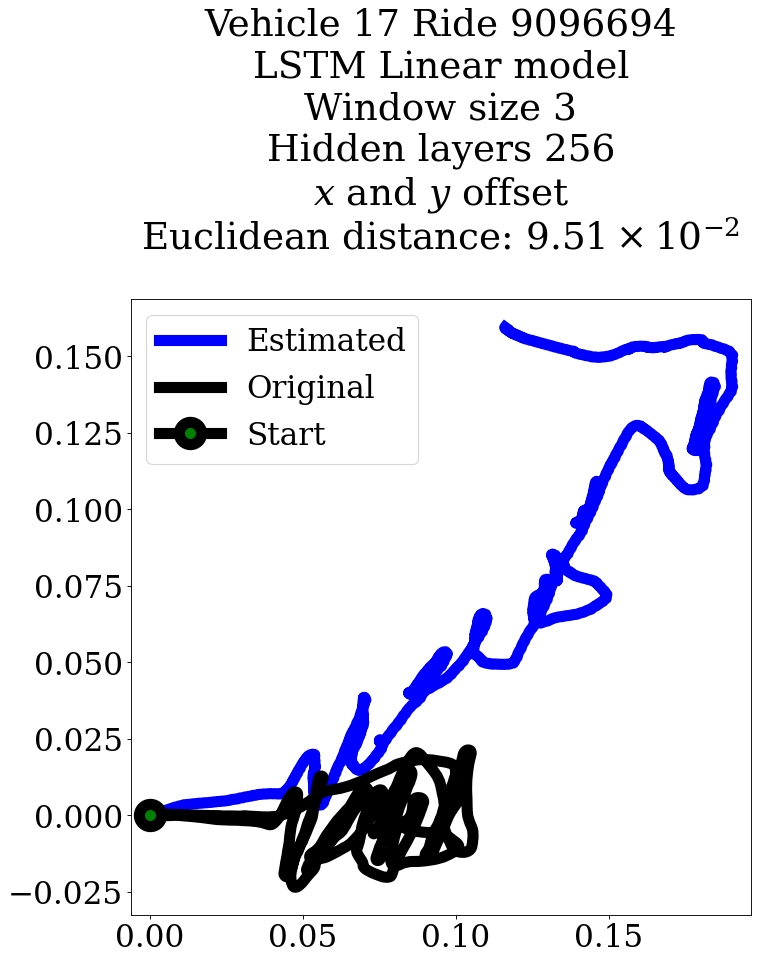 Vehicle 17 Ride 9096694
LSTM Linear model
Window size 3
Hidden layers 256
x and y offset
Euclidean distance: 9.51 × 10⁻²
Estimated
Original
Start
0.150
0.125
0.100
0.075
0.050
0.025
0.000
−0.025
0.00 0.05 0.10 0.15